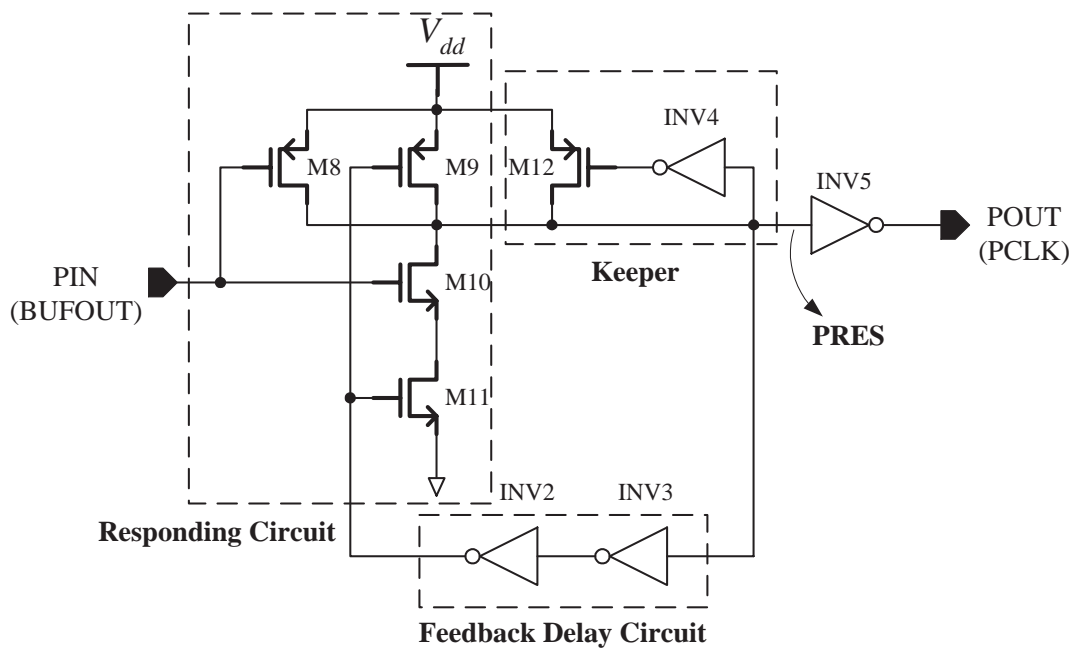 Vdd
INV4
M8
M9
M12
INV5
POUT
(PCLK)
Keeper
PIN
(BUFOUT)
M10
PRES
M11
INV2
INV3
Responding Circuit
Feedback Delay Circuit